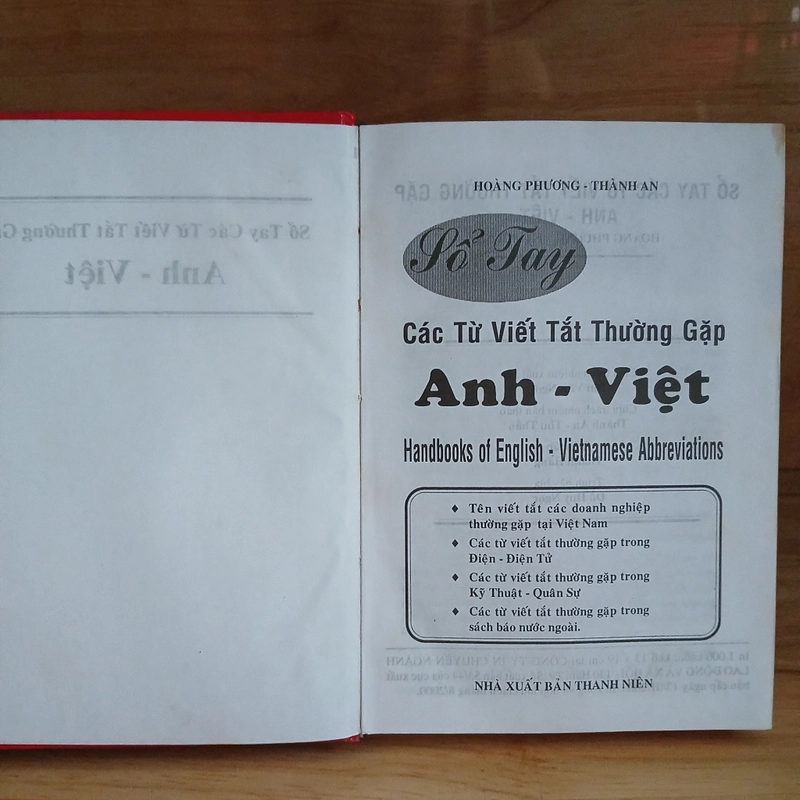 HOÀNG PHƯƠNG - THÀNH AN
Sổ Tay
Các Từ Viết Tắt Thường Gặp
Anh - Việt
Handbooks of English - Vietnamese Abbreviations
♦ Tên viết tắt các doanh nghiệp
thường gặp tại Việt Nam
♦ Các từ viết tắt thường gặp trong
Điện - Điện Tử
♦ Các từ viết tắt thường gặp trong
Kỹ Thuật - Quân Sự
♦ Các từ viết tắt thường gặp trong
sách báo nước ngoài.
NHÀ XUẤT BẢN THANH NIÊN
Sổ Tay Các Từ Viết Tắt Thường
Anh - Việt